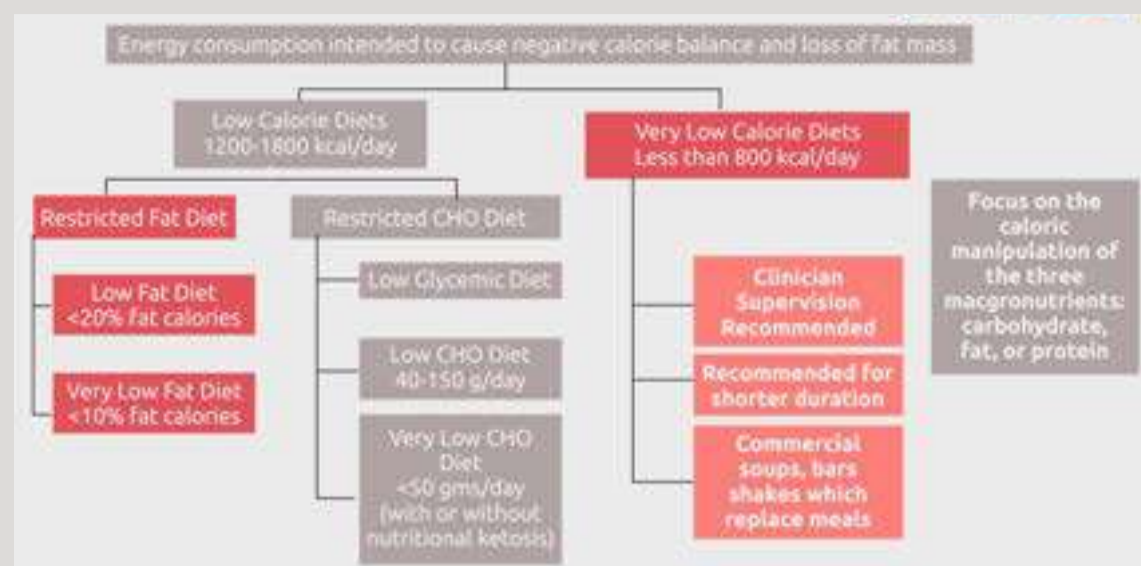 Energy consumption intended to cause negative calorie balance and loss of fat mass
Low Calorie Diets
1200-1800 kcal/day
Very Low Calorie Diets
Less than 800 kcal/day
Restricted Fat Diet
Low Fat Diet
<20% fat calories
Very Low Fat Diet
<10% fat calories
Restricted CHO Diet
Low Glycemic Diet
Low CHO Diet
40-150 g/day
Very Low CHO
Diet
<50 gms/day
(with or without
nutritional ketosis)
Clinician
Supervision
Recommended
Recommended for
shorter duration
Commercial
soups, bars
shakes which
replace meals
Focus on the
caloric
manipulation of
the three
macgronutrients:
carbohydrate,
fat, or protein